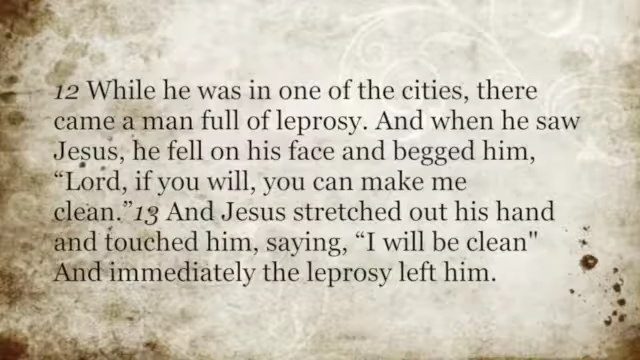 12 While he was in one of the cities, there
came a man full of leprosy. And when he saw
Jesus, he fell on his face and begged him,
“Lord, if you will, you can make me
clean.”13 And Jesus stretched out his hand
and touched him, saying, “I will be clean"
And immediately the leprosy left him.